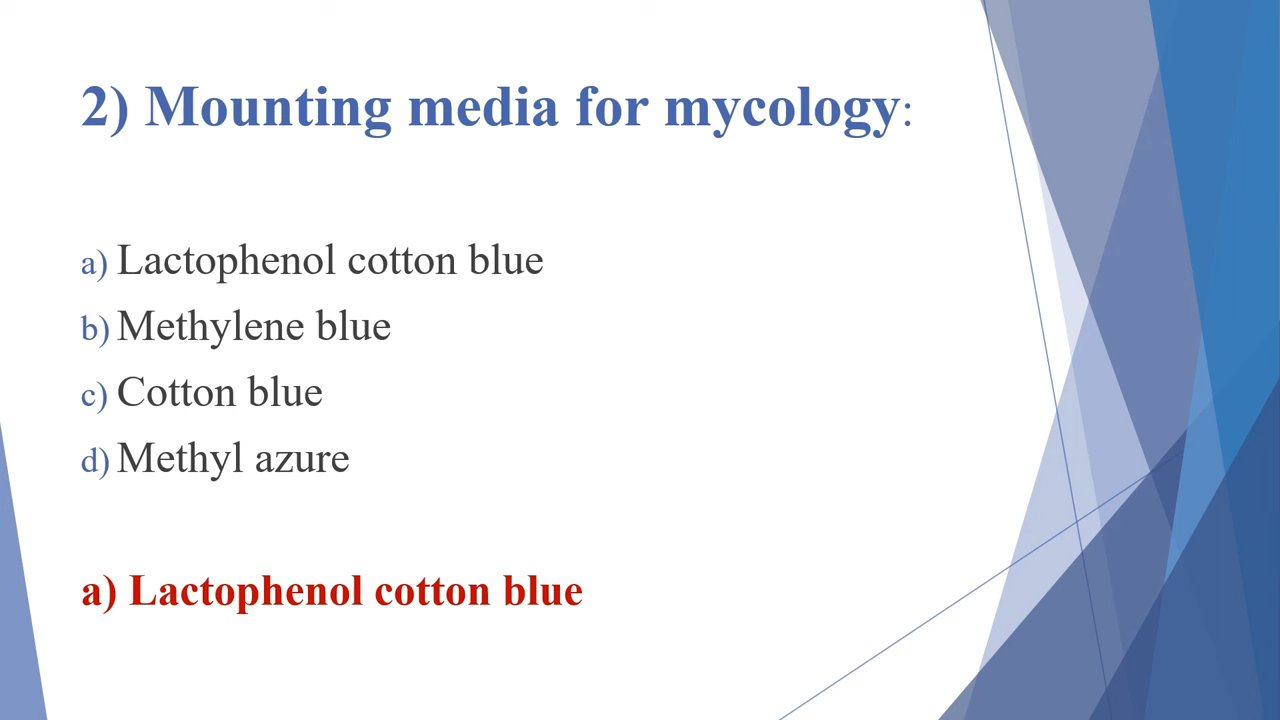 2) Mounting media for mycology:
a) Lactophenol cotton blue
b) Methylene blue
c) Cotton blue
d) Methyl azure
a) Lactophenol cotton blue